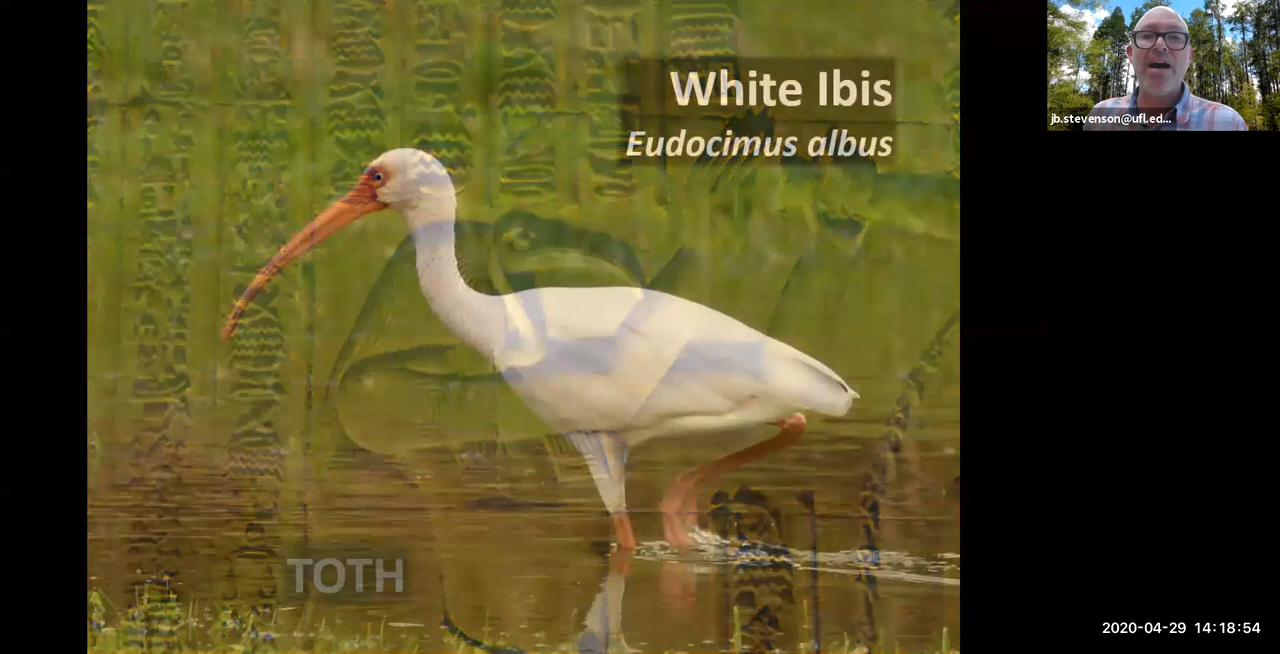 White Ibis
Eudocimus albus
jb.stevenson@ufl.ed...
TOTH
2020-04-29 14:18:54